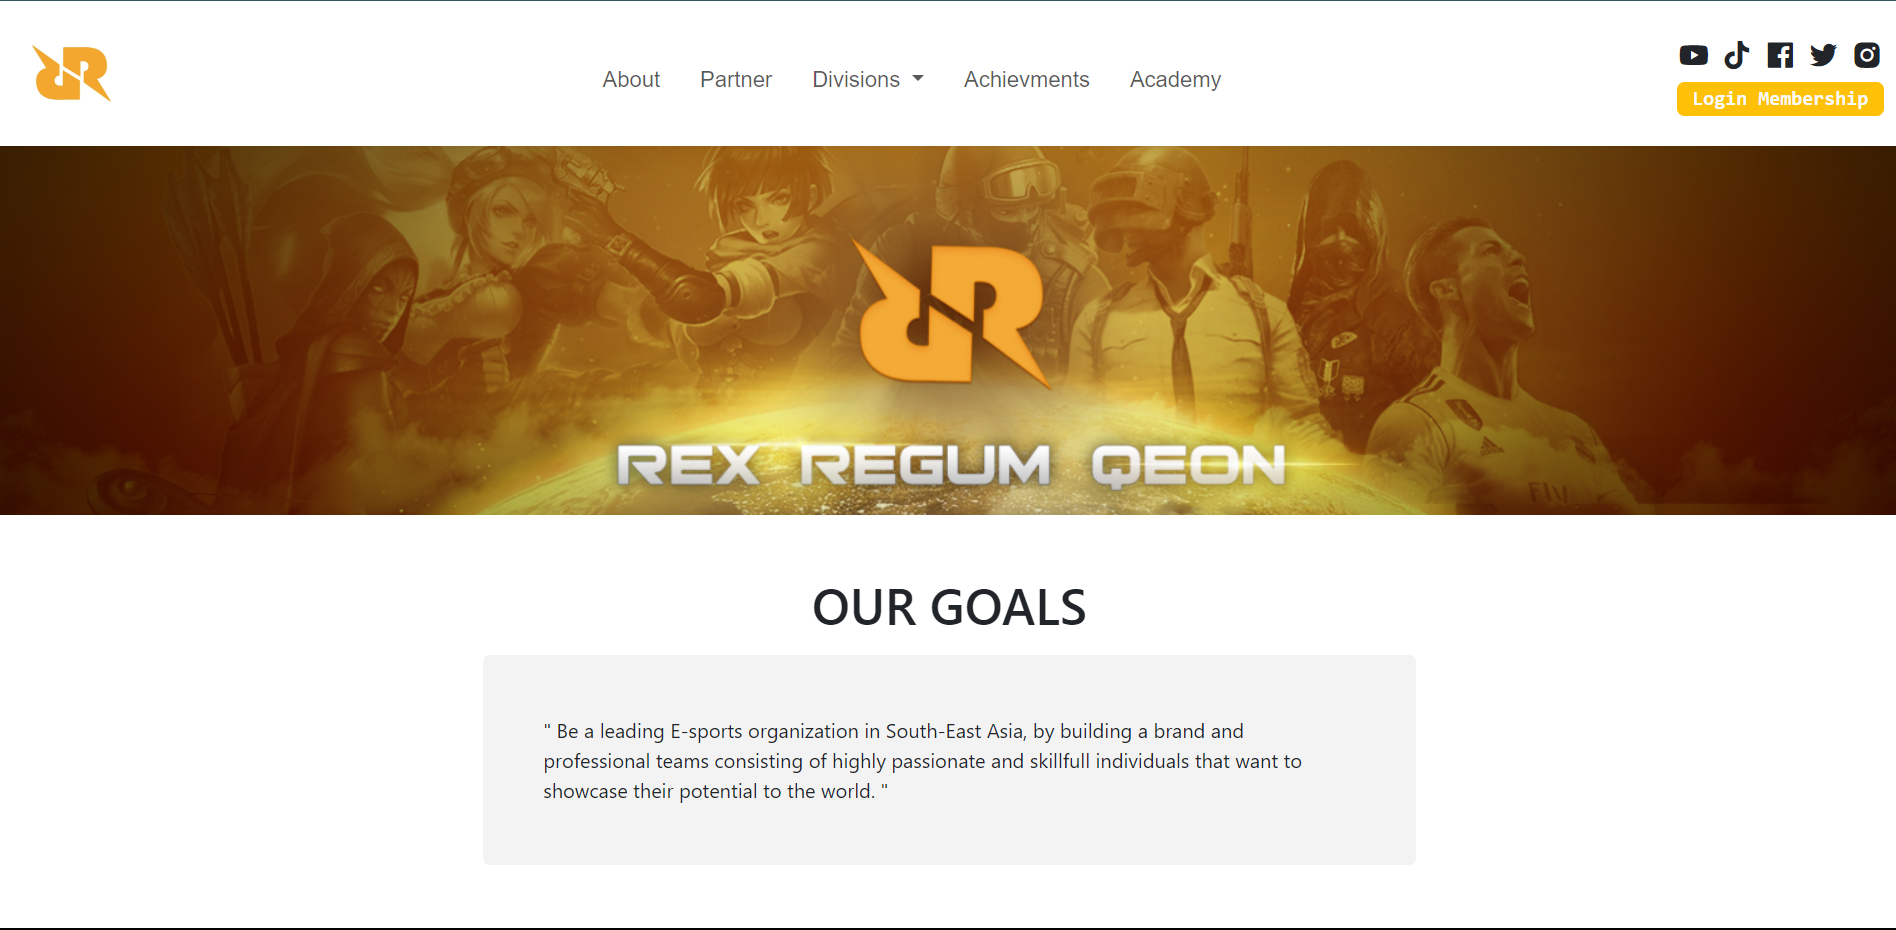 About
Partner
Divisions
Achievments
Academy
Login Membership
REX REGUM QEON
OUR GOALS
" Be a leading E-sports organization in South-East Asia, by building a brand and
professional teams consisting of highly passionate and skillfull individuals that want to
showcase their potential to the world. "